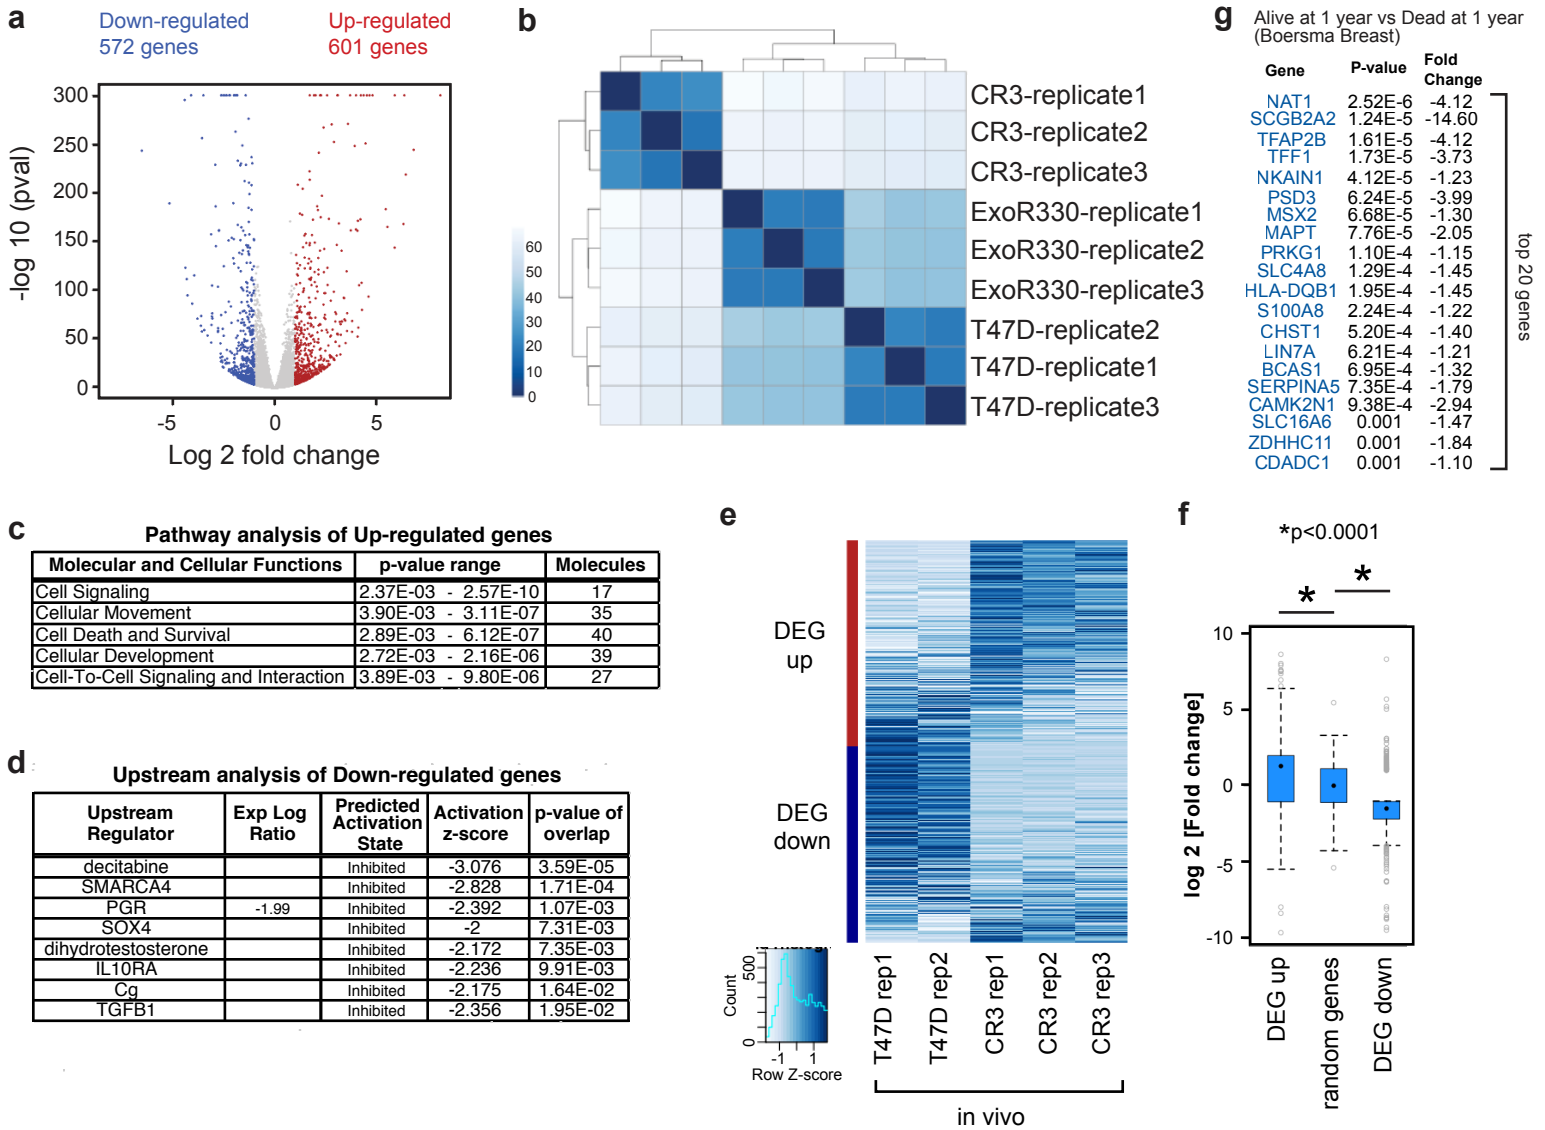 a
Down-regulated
572 genes
Up-regulated
601 genes
-log 10 (pval)
300
250
200
150
100
50
0
-5
0
5
Log 2 fold change
b
60
50
40
30
20
10
0
CR3-replicate1
CR3-replicate2
CR3-replicate3
ExoR330-replicate1
ExoR330-replicate2
ExoR330-replicate3
T47D-replicate2
T47D-replicate1
T47D-replicate3
g
Alive at 1 year vs Dead at 1 year
(Boersma Breast)
Gene P-value Fold Change
NAT1 2.52E-6 -4.12
SCGB2A2 1.24E-5 -14.60
TFAP2B 1.61E-5 -4.12
TFF1 1.73E-5 -3.73
NKAIN1 4.12E-5 -1.23
PSD3 6.24E-5 -3.99
MSX2 6.68E-5 -1.30
MAPT 7.76E-5 -2.05
PRKG1 1.10E-4 -1.15
SLC4A8 1.29E-4 -1.45
HLA-DQB1 1.95E-4 -1.45
S100A8 2.24E-4 -1.22
CHST1 5.20E-4 -1.40
LIN7A 6.21E-4 -1.21
BCAS1 6.95E-4 -1.32
SERPINA5 7.35E-4 -1.79
CAMK2N1 9.38E-4 -2.94
SLC16A6 0.001 -1.47
ZDHHC11 0.001 -1.84
CDADC1 0.001 -1.10
top 20 genes
c
Pathway analysis of Up-regulated genes
Molecular and Cellular Functions p-value range Molecules
Cell Signaling 2.37E-03 - 2.57E-10 17
Cellular Movement 3.90E-03 - 3.11E-07 35
Cell Death and Survival 2.89E-03 - 6.12E-07 40
Cellular Development 2.72E-03 - 2.16E-06 39
Cell-To-Cell Signaling and Interaction 3.89E-03 - 9.80E-06 27
d
Upstream analysis of Down-regulated genes
Upstream Regulator Exp Log Ratio Predicted Activation State Activation z-score p-value of overlap
decitabine Inhibited -3.076 3.59E-05
SMARCA4 Inhibited -2.828 1.71E-04
PGR -1.99 Inhibited -2.392 1.07E-03
SOX4 Inhibited -2 7.31E-03
dihydrotestosterone Inhibited -2.172 7.35E-03
IL10RA Inhibited -2.236 9.91E-03
Cg Inhibited -2.175 1.64E-02
TGFB1 Inhibited -2.356 1.95E-02
e
DEG
up
DEG
down
Count
0
500
-1
1
Row Z-score
T47D rep1
T47D rep2
CR3 rep1
CR3 rep2
CR3 rep3
in vivo
f
*p<0.0001
*
*
log 2 [Fold change]
10
5
0
-5
-10
DEG up
random genes
DEG down